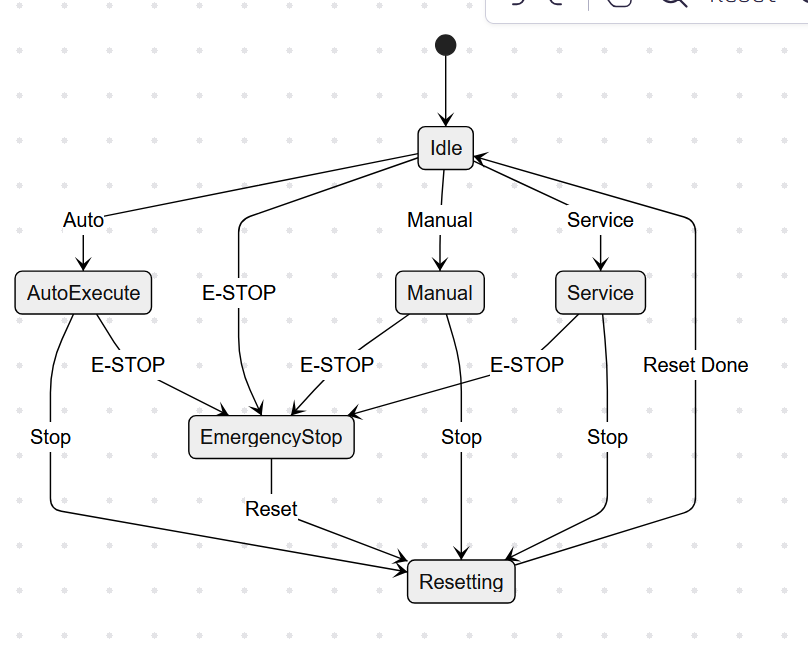 Reset
Idle
Auto
Manual
Service
AutoExecute
E-STOP
Manual
Service
E-STOP
E-STOP
E-STOP
Reset Done
Stop
EmergencyStop
Stop
Stop
Reset
Resetting